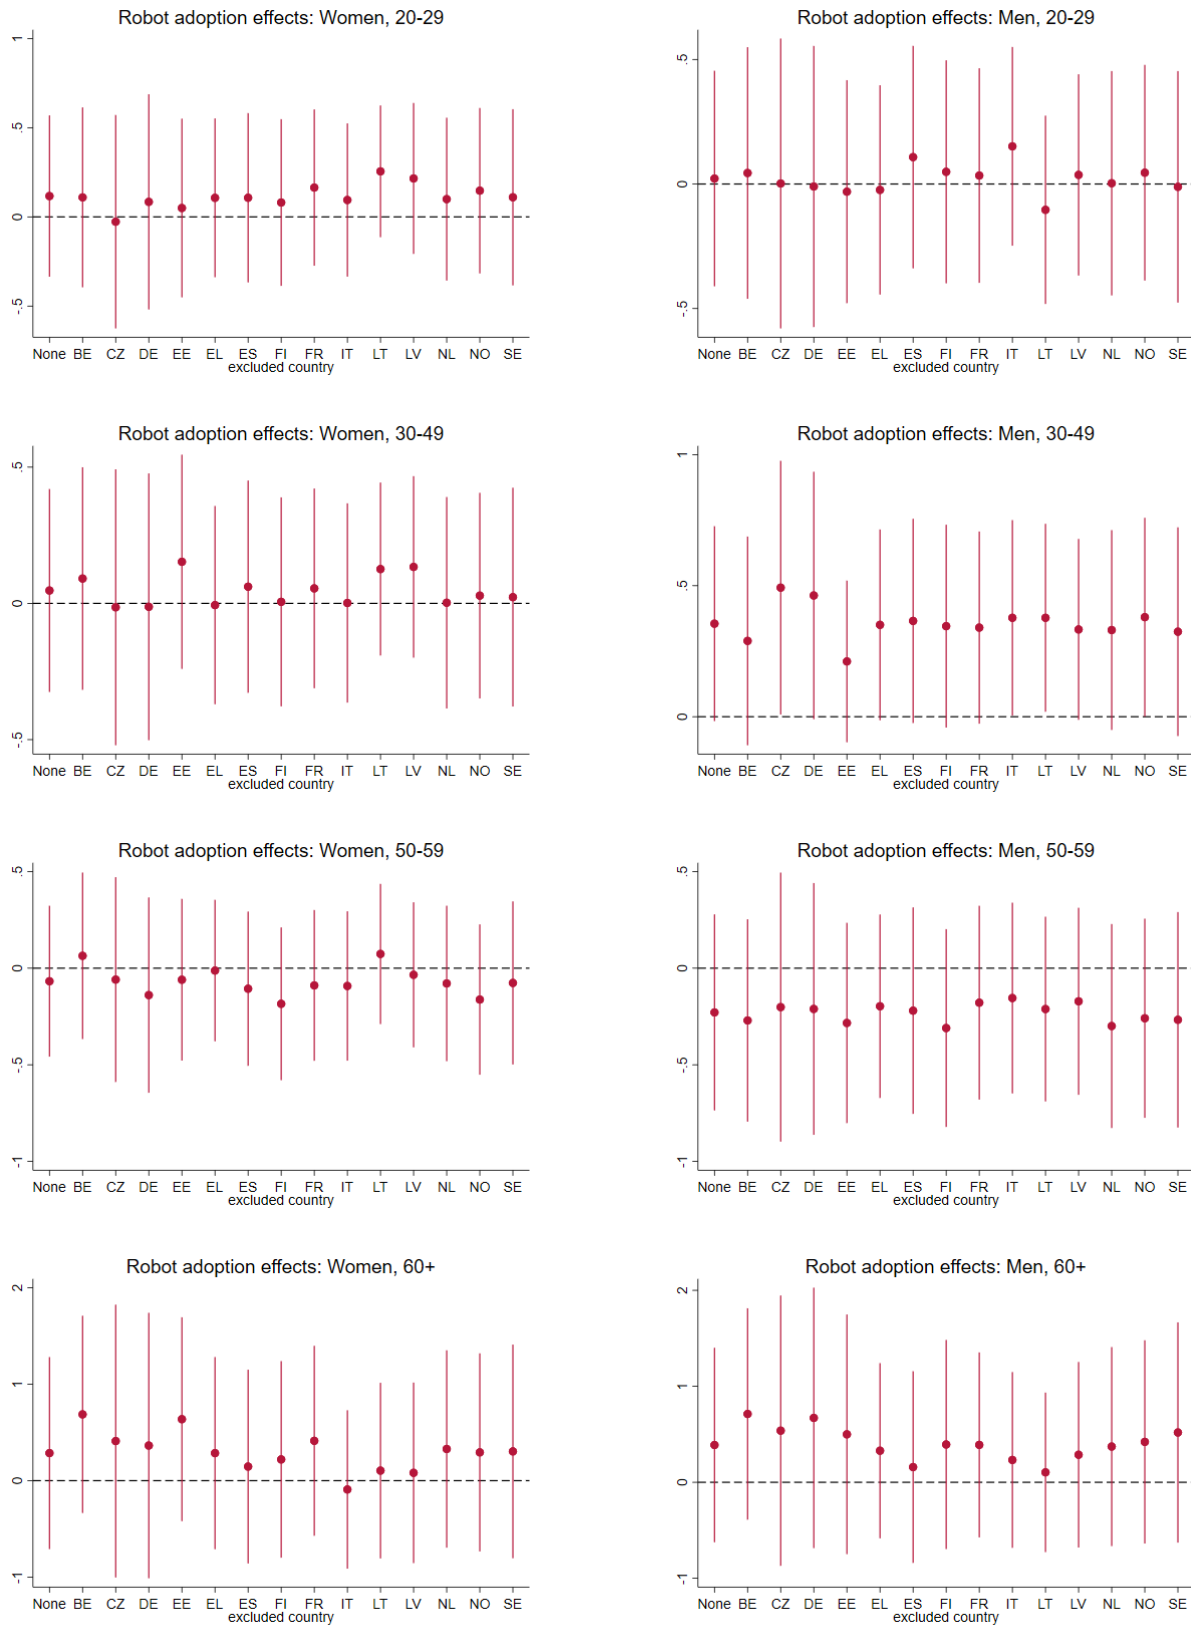 Robot adoption effects: Women, 20-29
1
.5
0
-.5
None BE CZ DE EE EL ES FI FR IT LT LV NL NO SE
excluded country
Robot adoption effects: Men, 20-29
.5
0
-.5
None BE CZ DE EE EL ES FI FR IT LT LV NL NO SE
excluded country
Robot adoption effects: Women, 30-49
.5
0
-.5
None BE CZ DE EE EL ES FI FR IT LT LV NL NO SE
excluded country
Robot adoption effects: Men, 30-49
1
.5
0
None BE CZ DE EE EL ES FI FR IT LT LV NL NO SE
excluded country
Robot adoption effects: Women, 50-59
.5
0
-.5
-1
None BE CZ DE EE EL ES FI FR IT LT LV NL NO SE
excluded country
Robot adoption effects: Men, 50-59
.5
0
-.5
-1
None BE CZ DE EE EL ES FI FR IT LT LV NL NO SE
excluded country
Robot adoption effects: Women, 60+
2
1
0
-1
None BE CZ DE EE EL ES FI FR IT LT LV NL NO SE
excluded country
Robot adoption effects: Men, 60+
2
1
0
-1
None BE CZ DE EE EL ES FI FR IT LT LV NL NO SE
excluded country